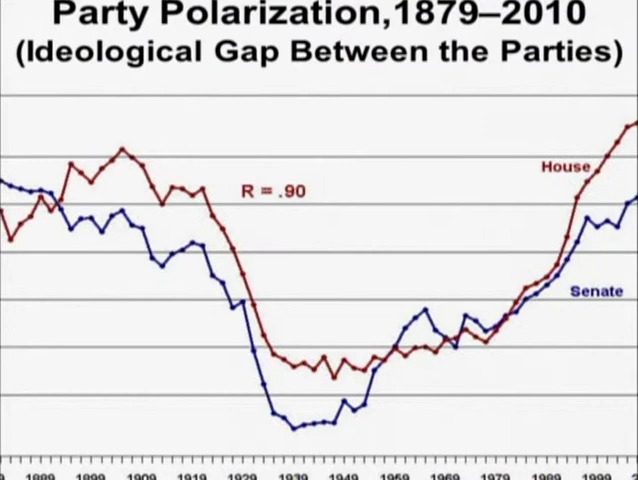 Party Polarization,1879–2010
(Ideological Gap Between the Parties)
House
R = .90
Senate
1889 1899 1909 1919 1929 1939 1949 1959 1969 1979 1989 1999